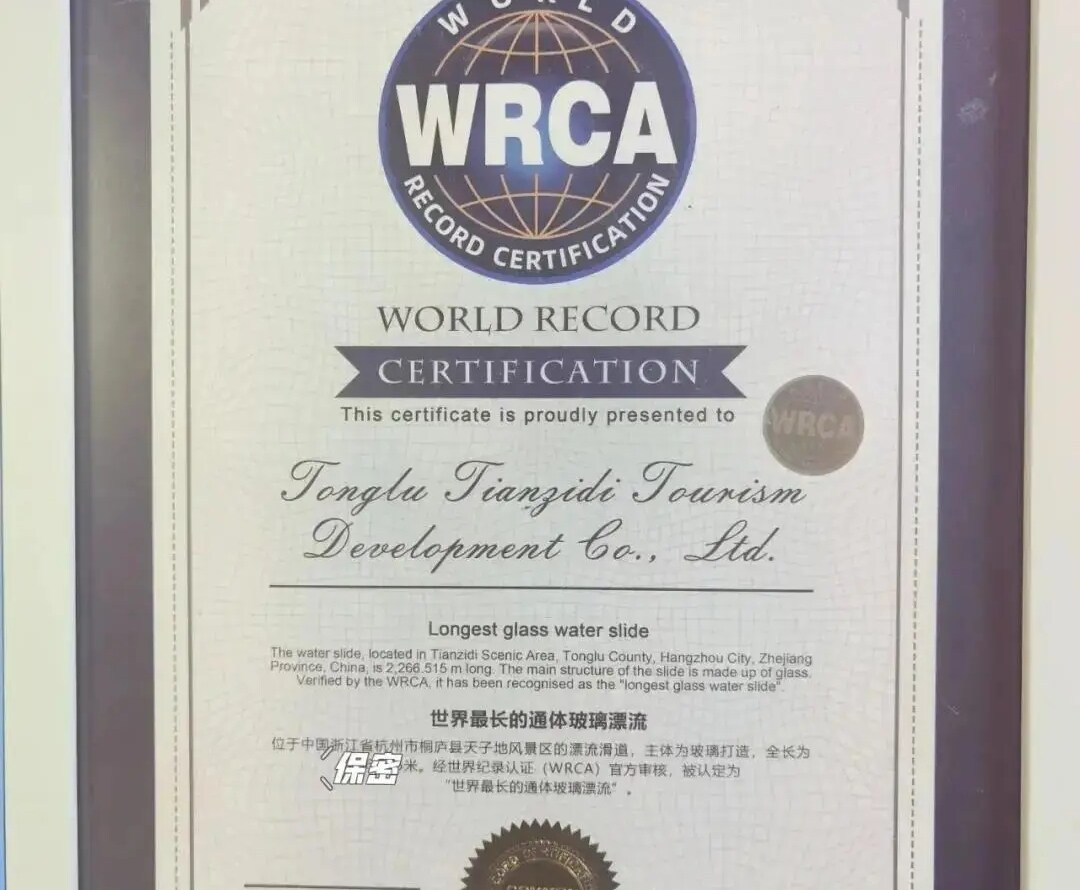 WORLD
WRCA
RECORD CERTIFICATION
WORLD RECORD
CERTIFICATION
This certificate is proudly presented to
WRCA
Tonglu Tianzidi Tourism
Development Co., Ltd.
Longest glass water slide
The water slide, located in Tianzidi Scenic Area, Tonglu County, Hangzhou City, Zhejiang
Province, China, is 2,266.515 m long. The main structure of the slide is made up of glass.
Verified by the WRCA, it has been recognised as the "longest glass water slide".
世界最长的通体玻璃漂流
位于中国浙江省杭州市桐庐县天子地风景区的漂流滑道，主体为玻璃打造，全长为
保密米。经世界纪录认证（WRCA）官方审核，被认定为
“世界最长的通体玻璃漂流”。